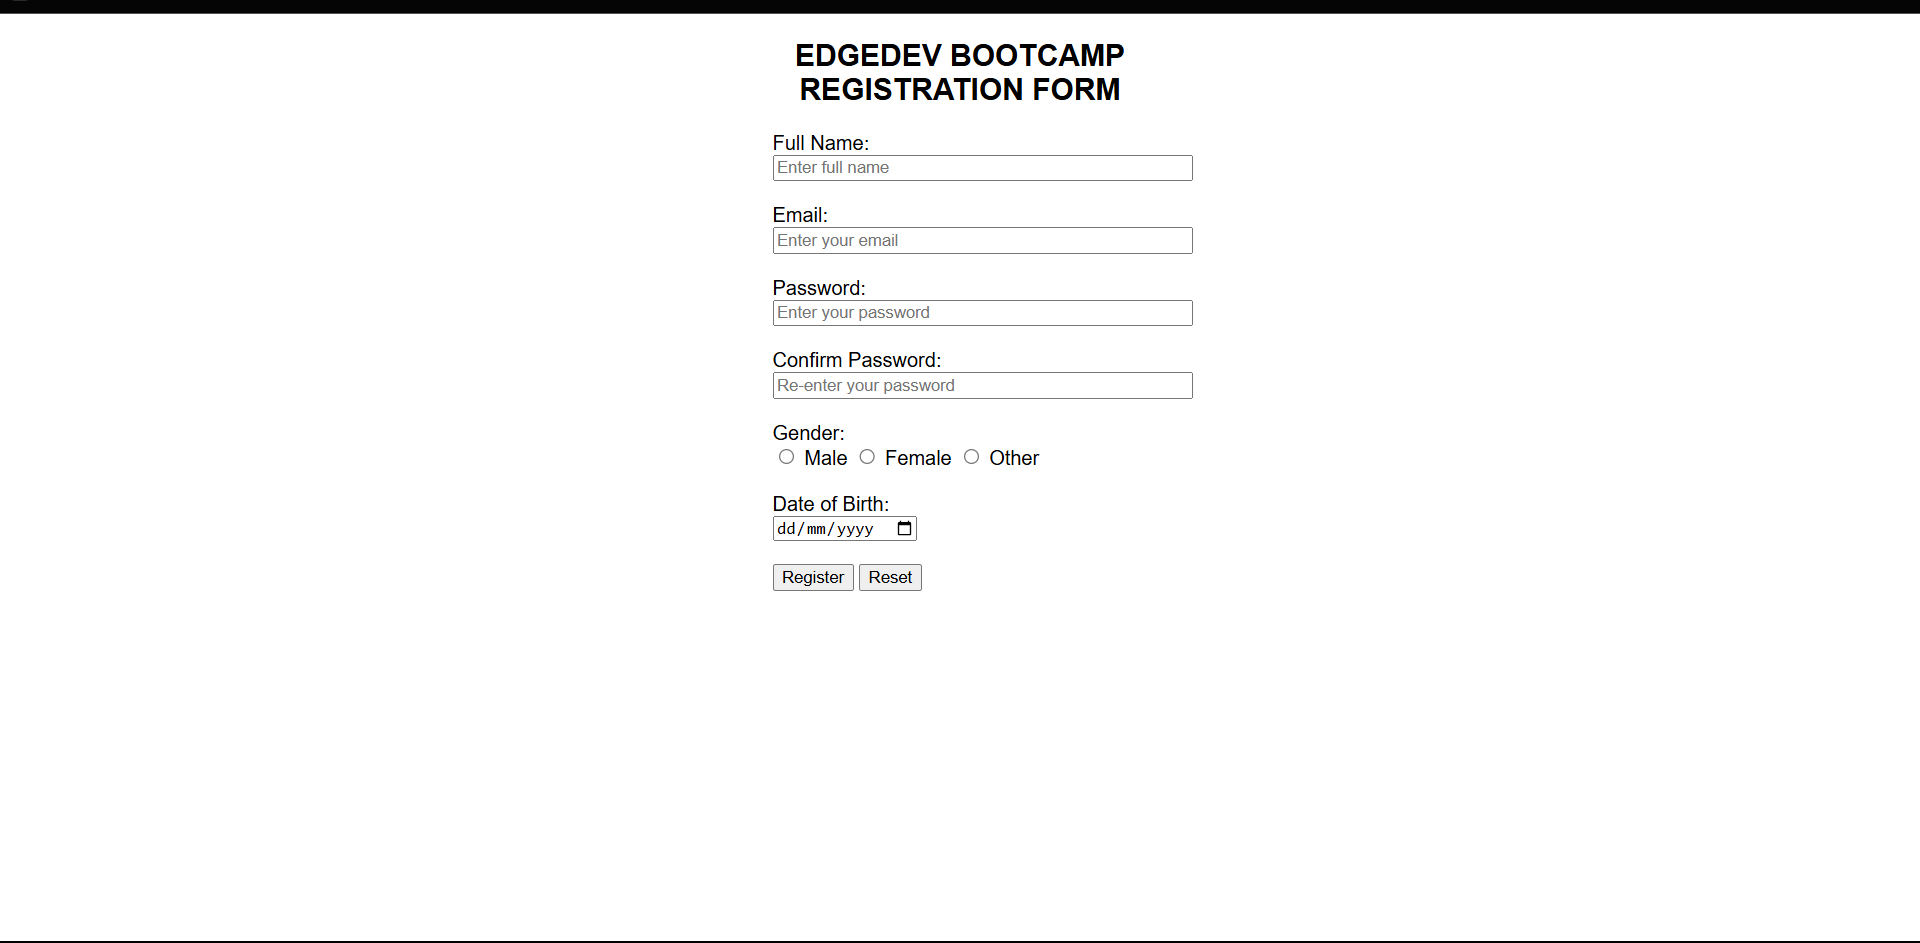 EDGEDEV BOOTCAMP
REGISTRATION FORM
Full Name:
Enter full name
Email:
Enter your email
Password:
Enter your password
Confirm Password:
Re-enter your password
Gender:
Male Female Other
Date of Birth:
dd/mm/yyyy
Register Reset